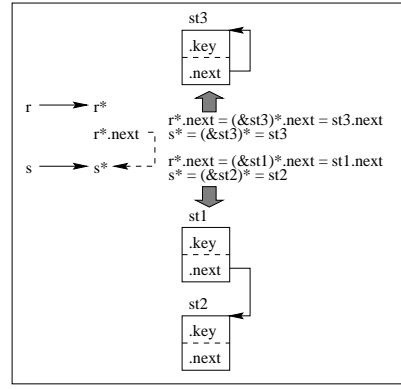 st3
.key
.next
r r*
r*.next = (&st3)*.next = st3.next
r*.next
s* = (&st3)* = st3
r*.next = (&st1)*.next = st1.next
s s*
s* = (&st2)* = st2
st1
.key
.next
st2
.key
.next